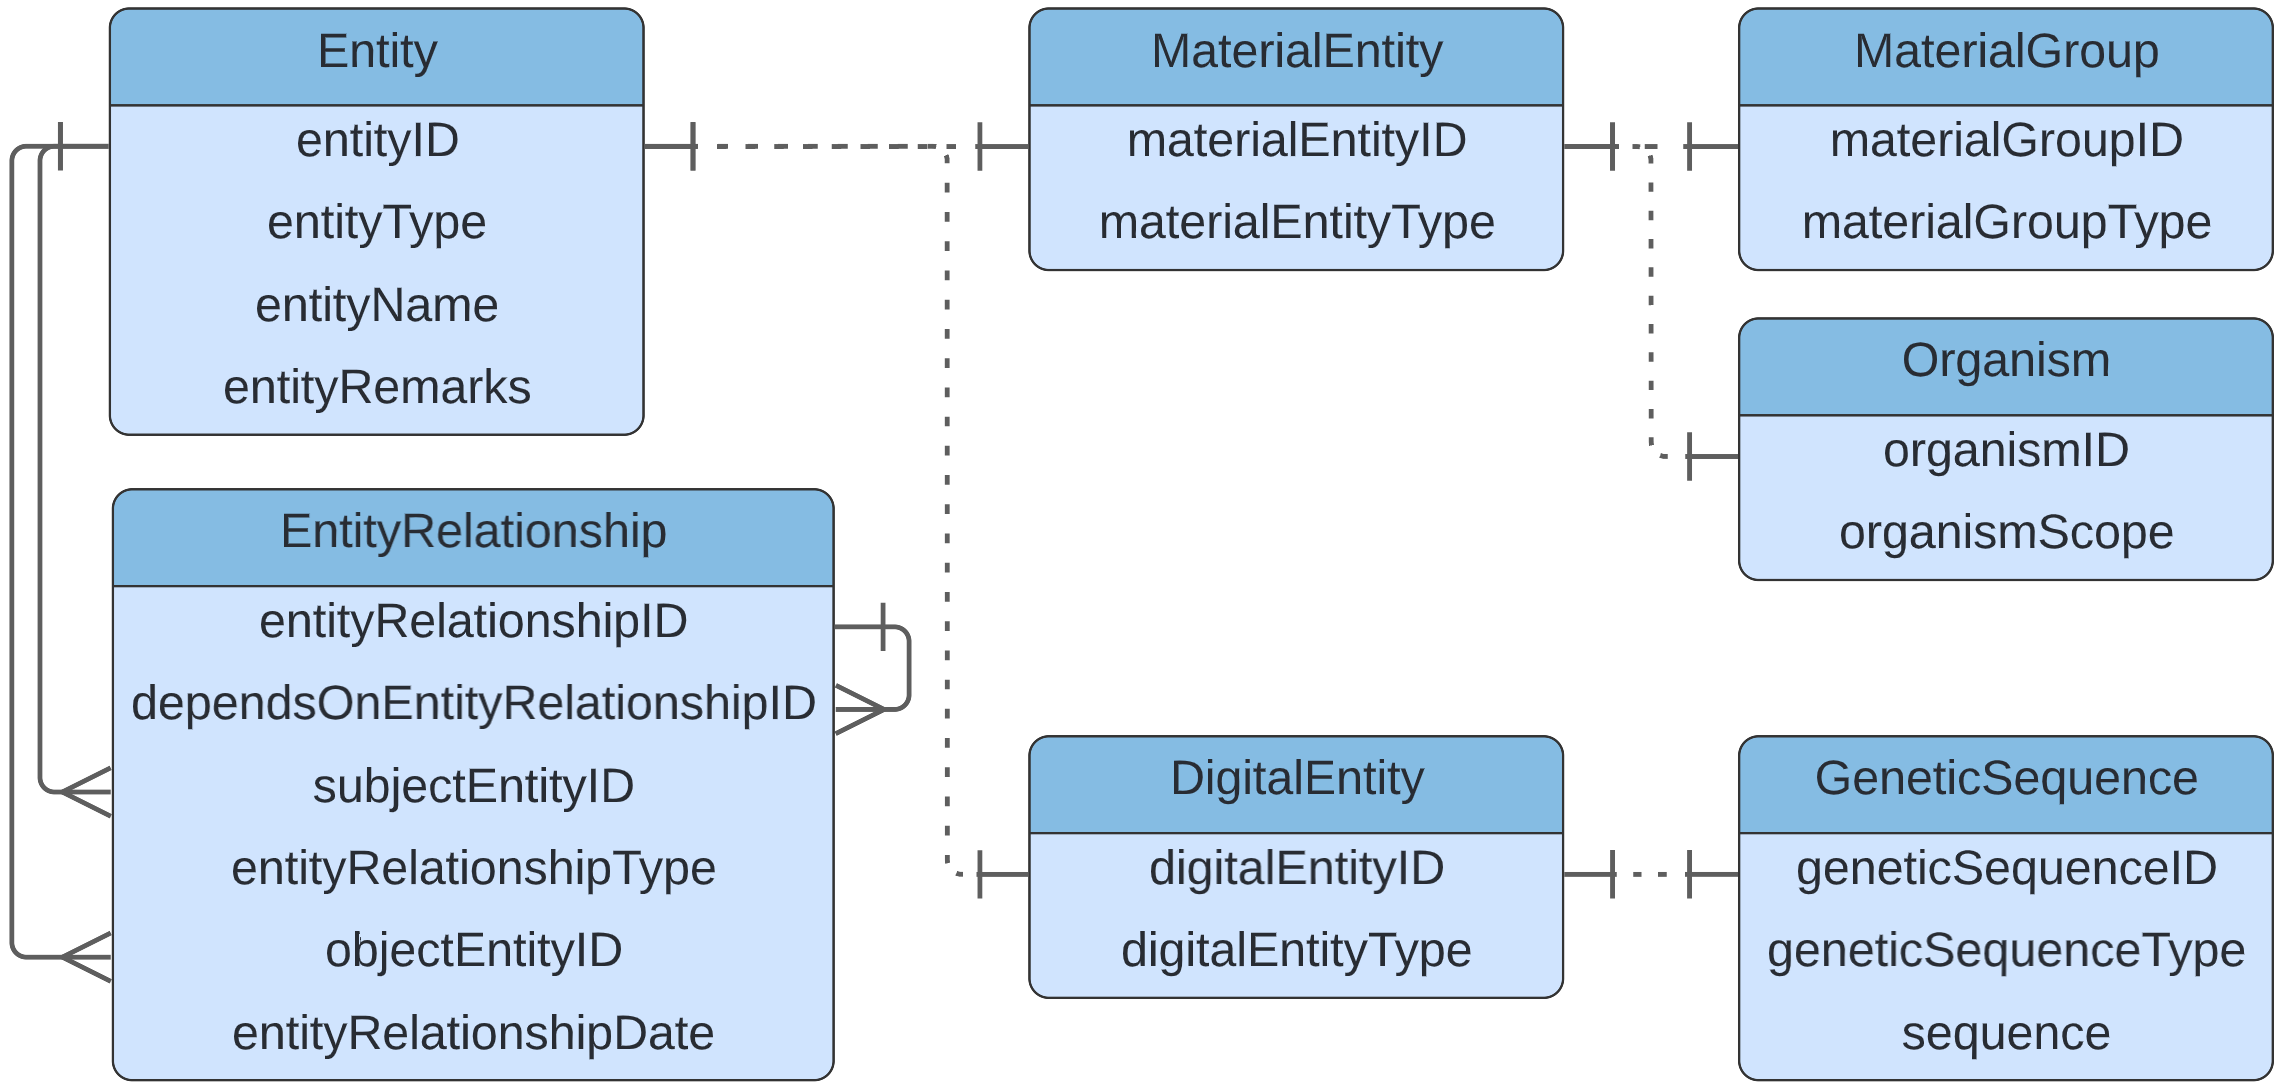 Entity
entityID
entityType
entityName
entityRemarks
EntityRelationship
entityRelationshipID
dependsOnEntityRelationshipID
subjectEntityID
entityRelationshipType
objectEntityID
entityRelationshipDate
MaterialEntity
materialEntityID
materialEntityType
DigitalEntity
digitalEntityID
digitalEntityType
MaterialGroup
materialGroupID
materialGroupType
Organism
organismID
organismScope
GeneticSequence
geneticSequenceID
geneticSequenceType
sequence